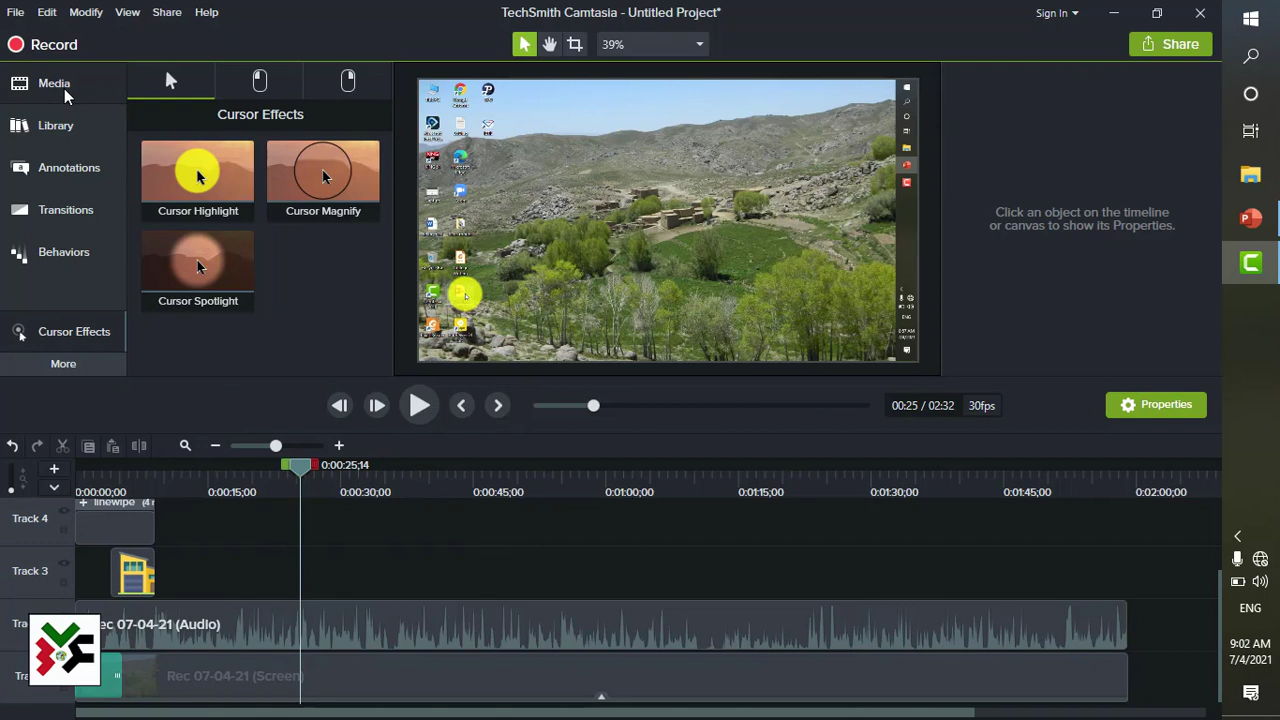 File Edit Modify View Share Help
TechSmith Camtasia - Untitled Project*
Sign In
Record
39%
Share
Media
Library
Annotations
Transitions
Behaviors
Cursor Effects
More
Cursor Effects
Cursor Highlight
Cursor Magnify
Cursor Spotlight
Click an object on the timeline
or canvas to show its Properties.
00:25 / 02:32
30fps
Properties
0:00:25;14
0:00:00;00 0:00:15;00 0:00:30;00 0:00:45;00 0:01:00;00 0:01:15;00 0:01:30;00 0:01:45;00 0:02:00;00
Track 4
linewipe (4
Track 3
ec 07-04-21 (Audio)
Rec 07-04-21 (Screen)
ENG
9:02 AM
7/4/2021